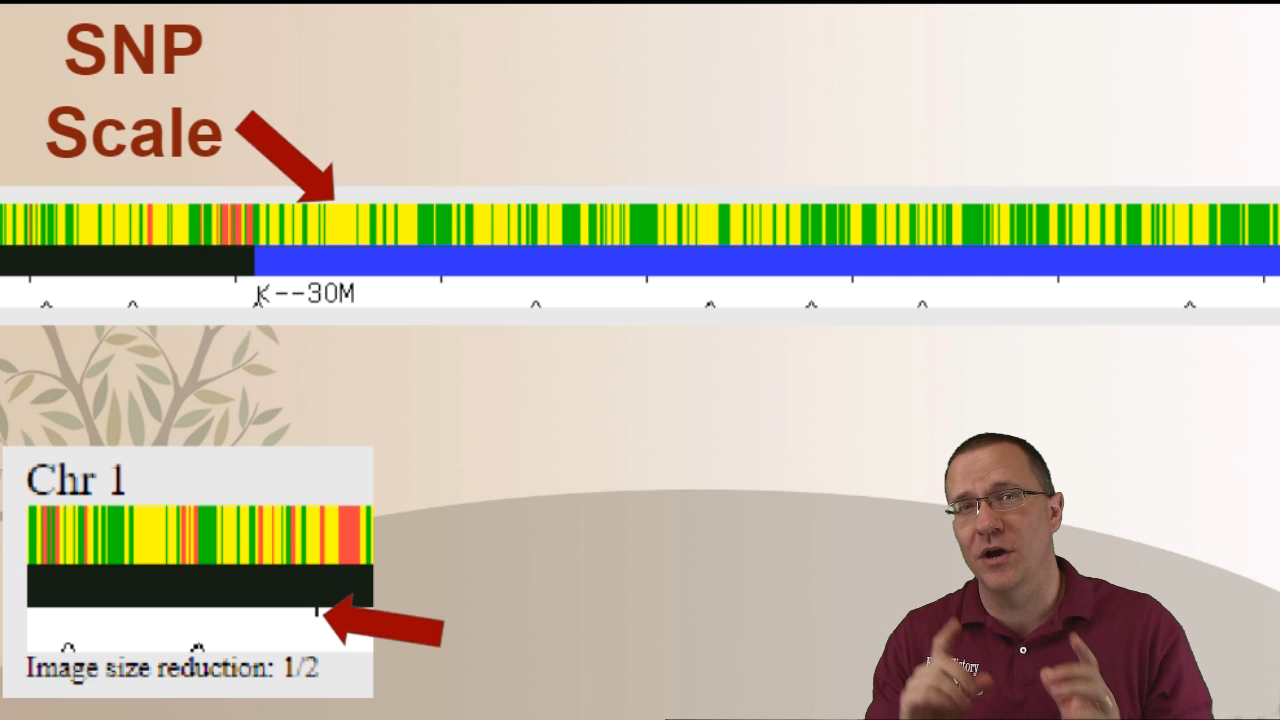 SNP
Scale
K--30M
Chr 1
Image size reduction: 1/2